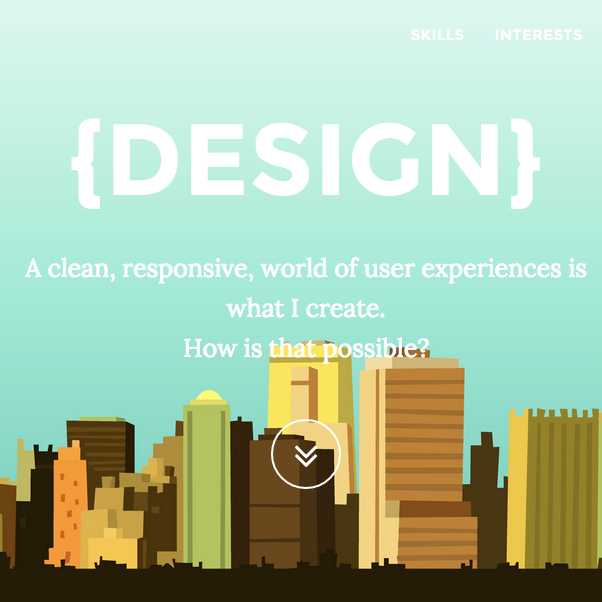 SKILLS INTERESTS
{DESIGN}
A clean, responsive, world of user experiences is
what I create.
How is that possible?